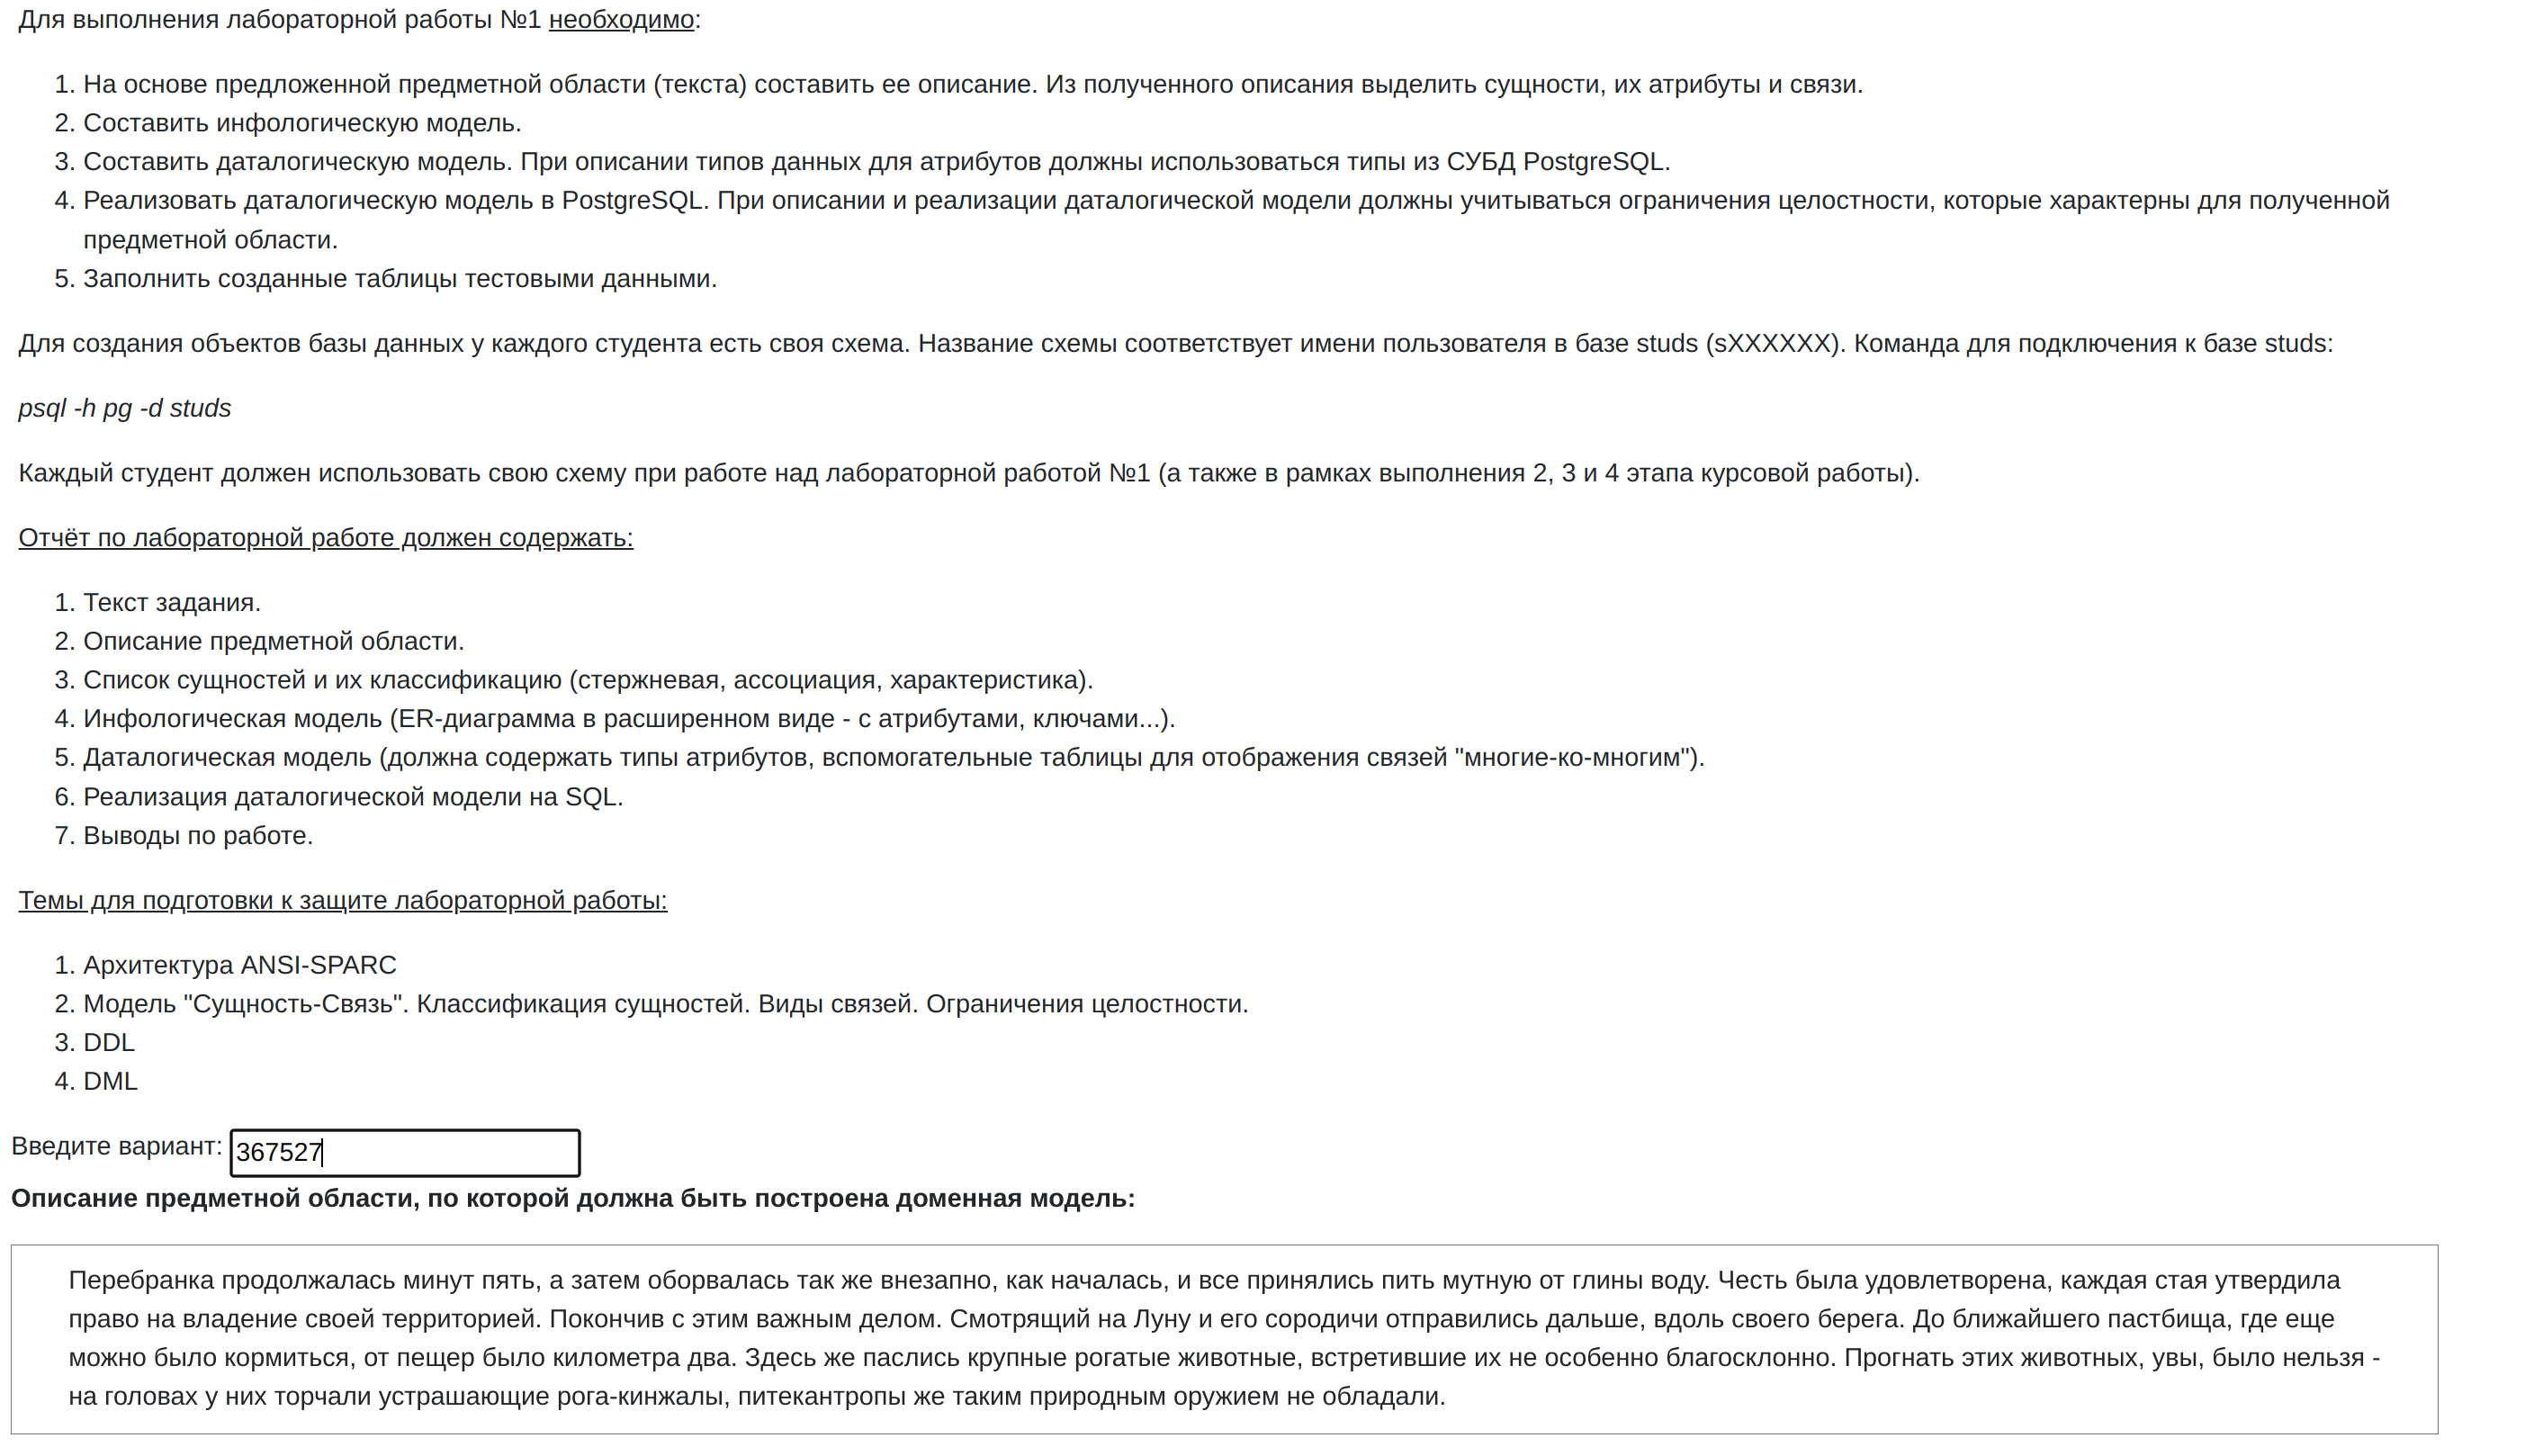 Для выполнения лабораторной работы №1 необходимо:
1. На основе предложенной предметной области (текста) составить ее описание. Из полученного описания выделить сущности, их атрибуты и связи.
2. Составить инфологическую модель.
3. Составить даталогическую модель. При описании типов данных для атрибутов должны использоваться типы из СУБД PostgreSQL.
4. Реализовать даталогическую модель в PostgreSQL. При описании и реализации даталогической модели должны учитываться ограничения целостности, которые характерны для полученной
предметной области.
5. Заполнить созданные таблицы тестовыми данными.
Для создания объектов базы данных у каждого студента есть своя схема. Название схемы соответствует имени пользователя в базе studs (sXXXXXX). Команда для подключения к базе studs:
psql -h pg -d studs
Каждый студент должен использовать свою схему при работе над лабораторной работой №1 (а также в рамках выполнения 2, 3 и 4 этапа курсовой работы).
Отчёт по лабораторной работе должен содержать:
1. Текст задания.
2. Описание предметной области.
3. Список сущностей и их классификацию (стержневая, ассоциация, характеристика).
4. Инфологическая модель (ER-диаграмма в расширенном виде - с атрибутами, ключами...).
5. Даталогическая модель (должна содержать типы атрибутов, вспомогательные таблицы для отображения связей "многие-ко-многим").
6. Реализация даталогической модели на SQL.
7. Выводы по работе.
Темы для подготовки к защите лабораторной работы:
1. Архитектура ANSI-SPARC
2. Модель "Сущность-Связь". Классификация сущностей. Виды связей. Ограничения целостности.
3. DDL
4. DML
Введите вариант: 367527
Описание предметной области, по которой должна быть построена доменная модель:
Перебранка продолжалась минут пять, а затем оборвалась так же внезапно, как началась, и все принялись пить мутную от глины воду. Честь была удовлетворена, каждая стая утвердила
право на владение своей территорией. Покончив с этим важным делом. Смотрящий на Луну и его сородичи отправились дальше, вдоль своего берега. До ближайшего пастбища, где еще
можно было кормиться, от пещер было километра два. Здесь же паслись крупные рогатые животные, встретившие их не особенно благосклонно. Прогнать этих животных, увы, было нельзя -
на головах у них торчали устрашающие рога-кинжалы, питекантропы же таким природным оружием не обладали.